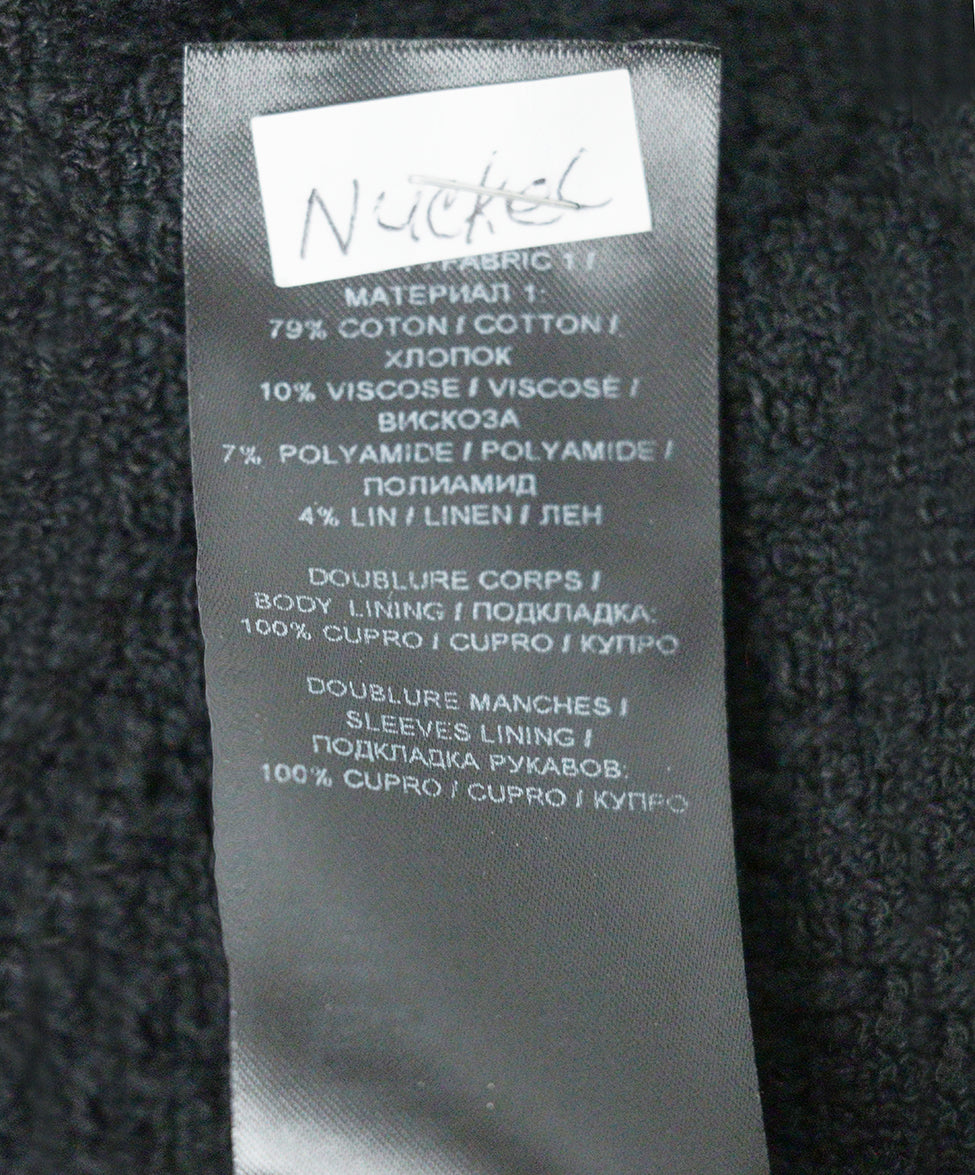 Nuckel
FABRIC 1 /
МАТЕРИАЛ 1:
79% COTON / COTTON /
ХЛОПОК
10% VISCOSE / VISCOSE /
ВИСКОЗА
7% POLYAMIDE / POLYAMIDE /
ПОЛИАМИД
4% LIN / LINEN / ЛЕН
DOUBLURE CORPS /
BODY LINING / ПОДКЛАДКА:
100% CUPRO / CUPRO / КУПРО
DOUBLURE MANCHES /
SLEEVES LINING /
ПОДКЛАДКА РУКАВОВ:
100% CUPRO / CUPRO / КУПРО